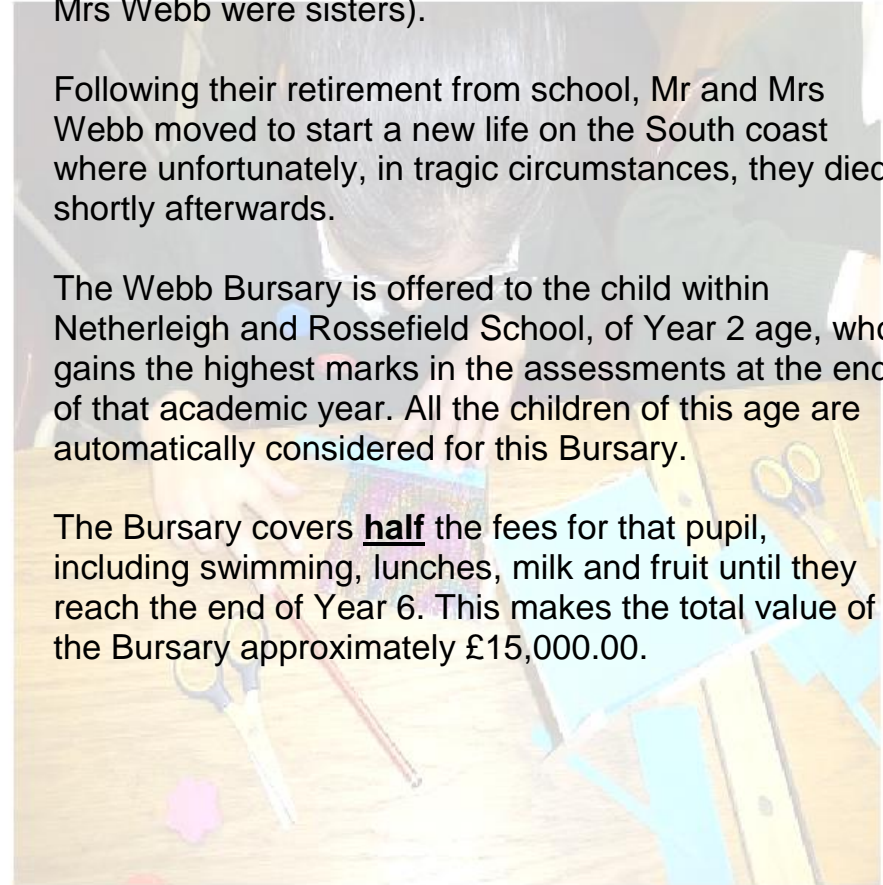 Mrs Webb were sisters).
Following their retirement from school, Mr and Mrs
Webb moved to start a new life on the South coast
where unfortunately, in tragic circumstances, they died
shortly afterwards.
The Webb Bursary is offered to the child within
Netherleigh and Rossefield School, of Year 2 age, who
gains the highest marks in the assessments at the end
of that academic year. All the children of this age are
automatically considered for this Bursary.
The Bursary covers half the fees for that pupil,
including swimming, lunches, milk and fruit until they
reach the end of Year 6. This makes the total value of
the Bursary approximately £15,000.00.